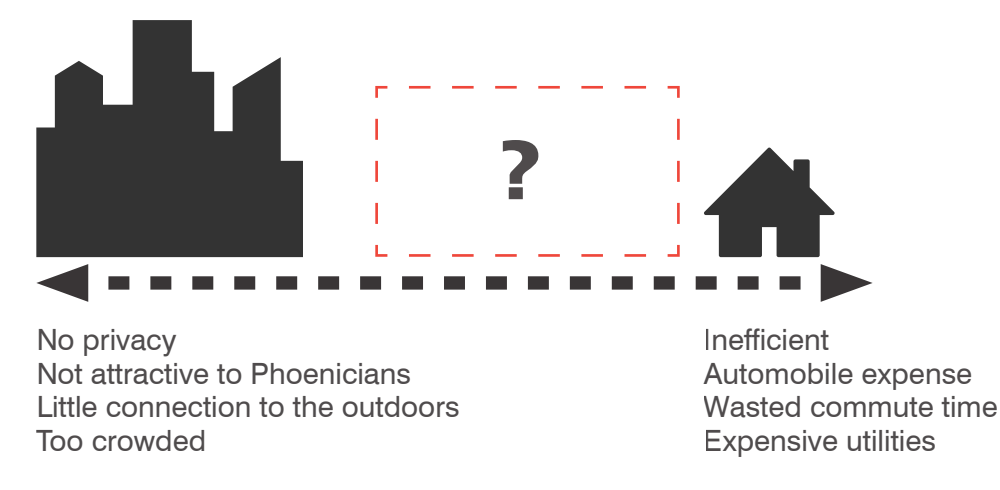 ?
No privacy
Not attractive to Phoenicians
Little connection to the outdoors
Too crowded
Inefficient
Automobile expense
Wasted commute time
Expensive utilities